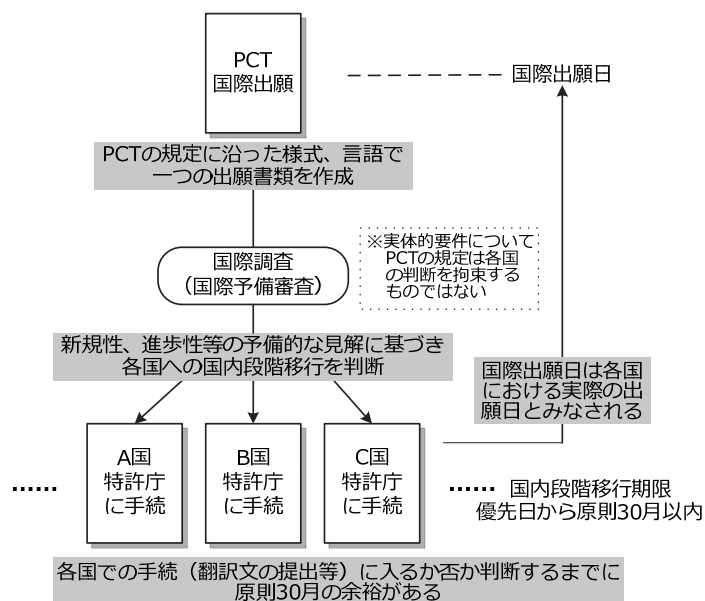 PCT
国際出願
国際出願日
PCTの規定に沿った様式、言語で
一つの出願書類を作成
国際調査
（国際予備審査）
※実体的要件について
PCTの規定は各国
の判断を拘束する
ものではない
新規性、進歩性等の予備的な見解に基づき
各国への国内段階移行を判断
国際出願日は各国
における実際の出
願日とみなされる
A国
特許庁
に手続
B国
特許庁
に手続
C国
特許庁
に手続
……
……
国内段階移行期限
優先日から原則30月以内
各国での手続（翻訳文の提出等）に入るか否か判断するまでに
原則30月の余裕がある